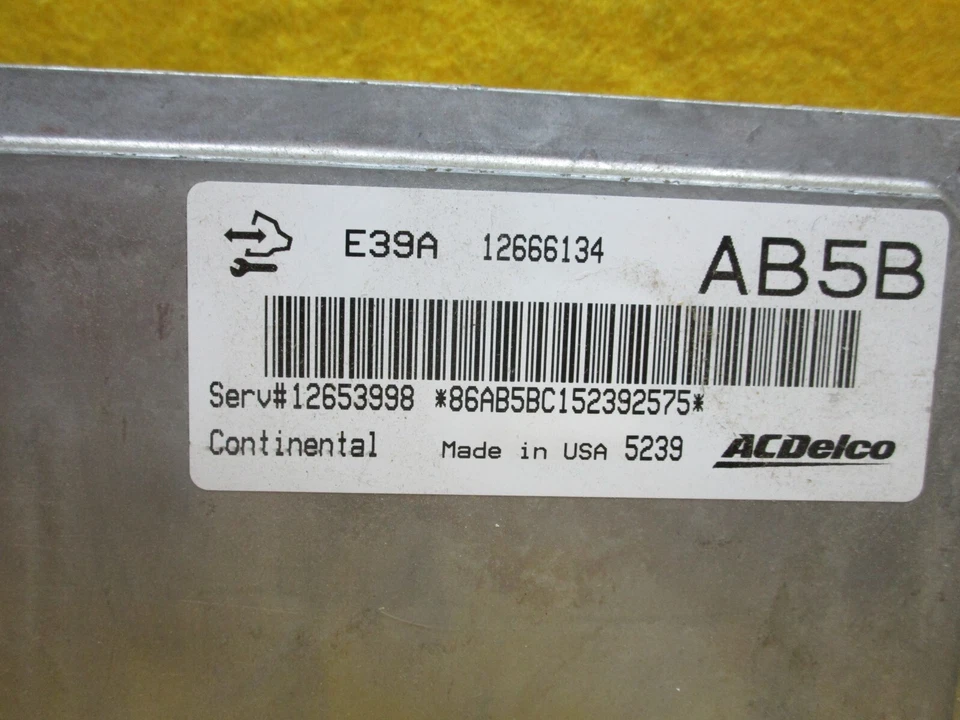 E39A 12666134 AB5B
Serv#12653998 *86AB5BC152392575*
Continental Made in USA 5239 ACDelco